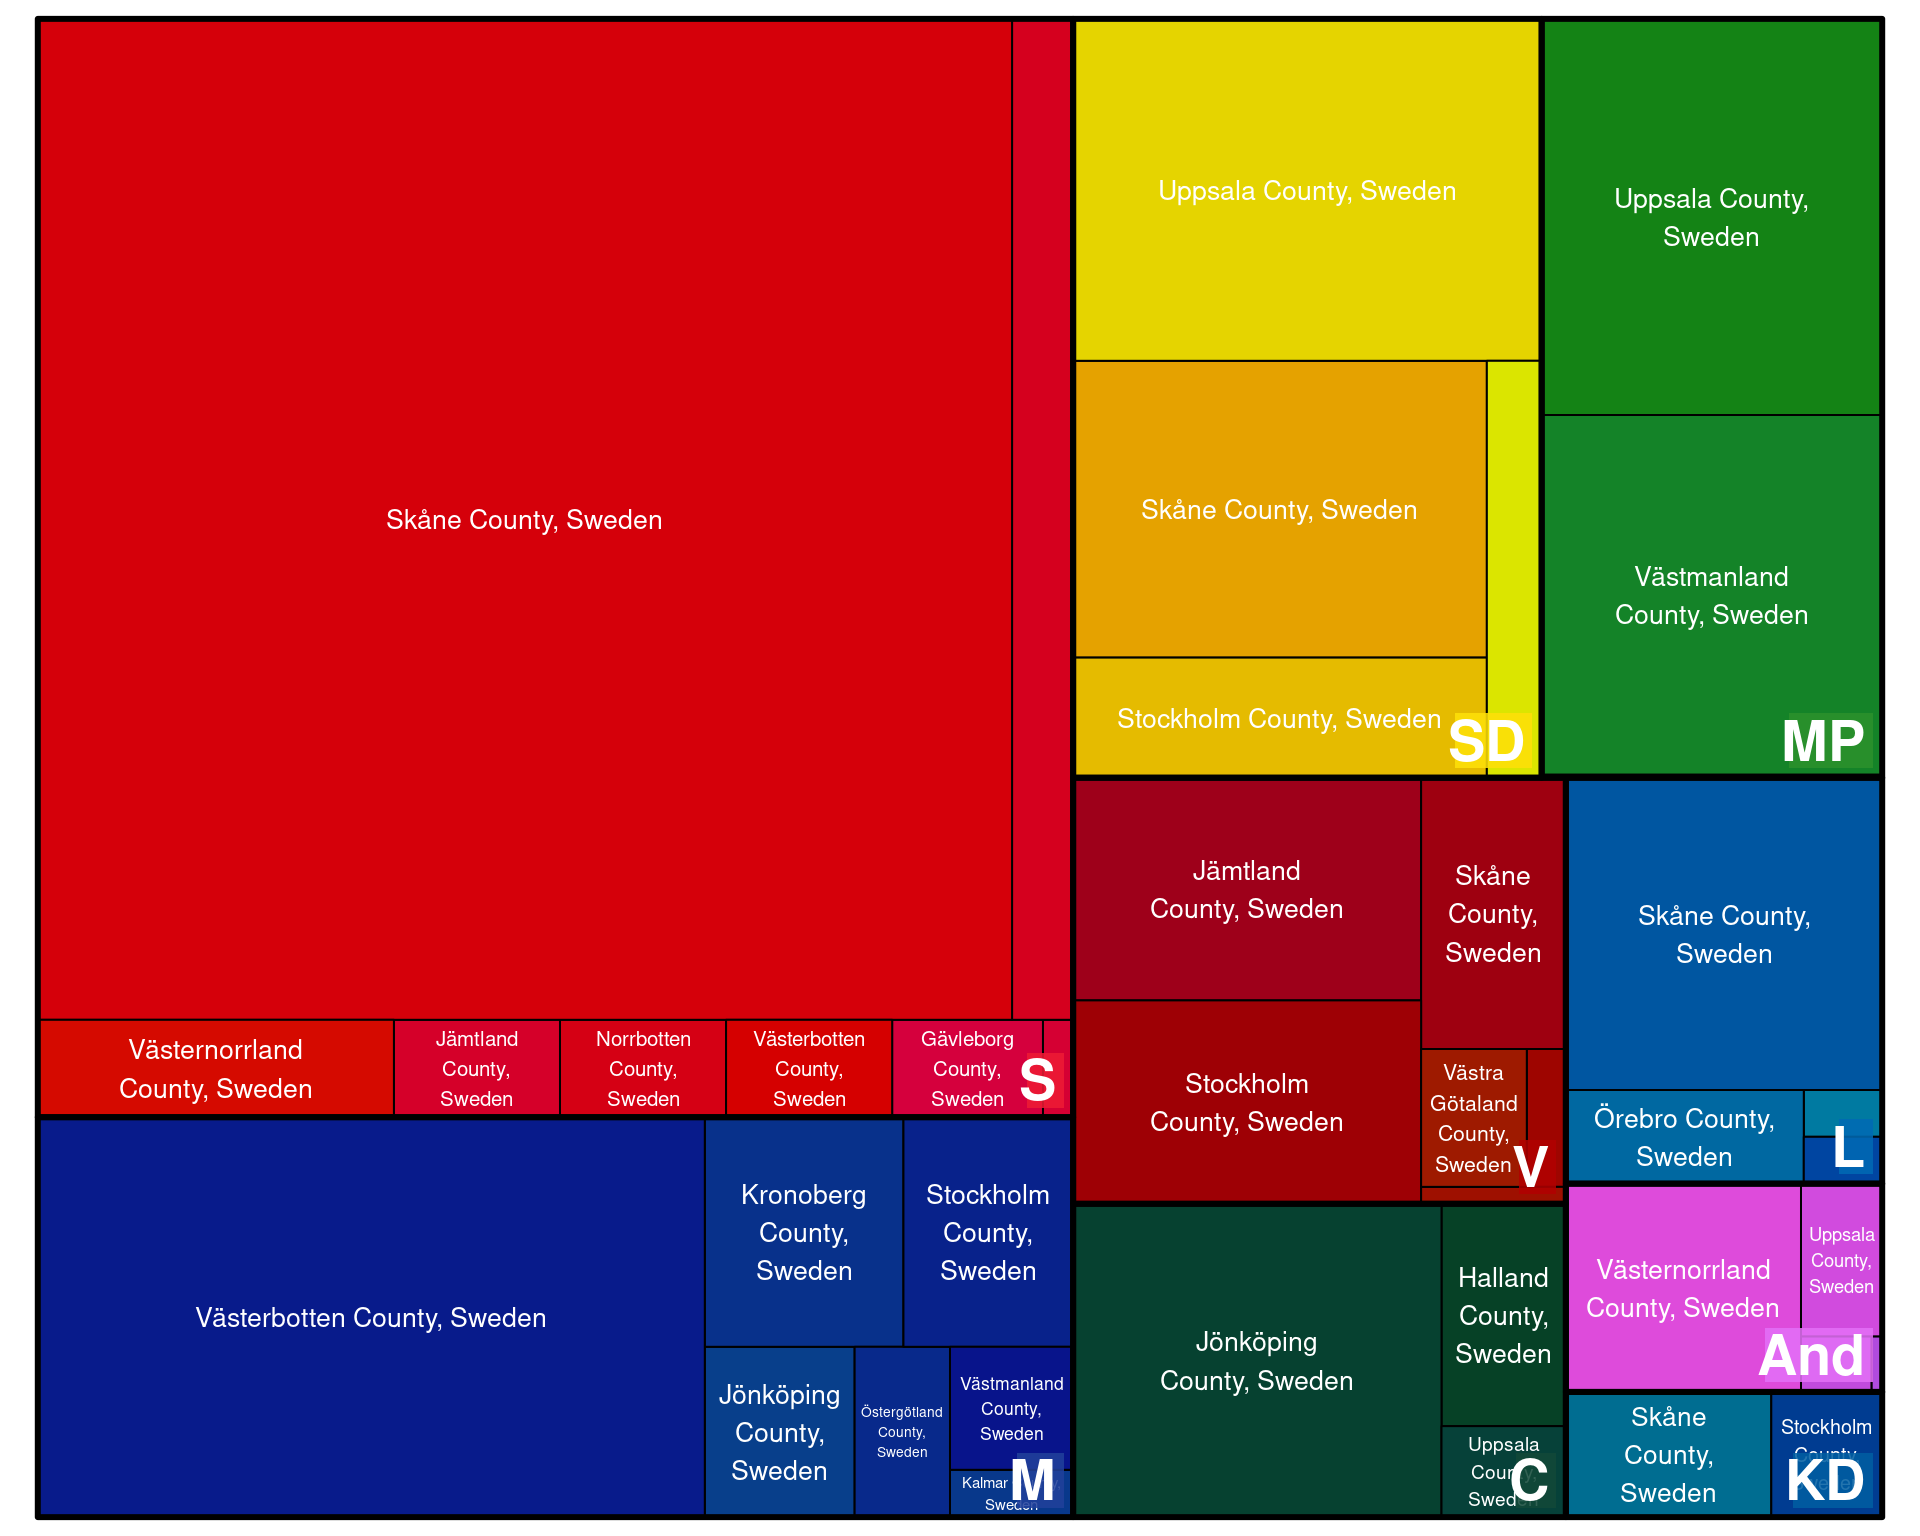 Skåne County, Sweden
Västernorrland
County, Sweden
Jämtland
County,
Sweden
Norrbotten
County,
Sweden
Västerbotten
County,
Sweden
Gävleborg
County,
Sweden
S
Västerbotten County, Sweden
Kronoberg
County,
Sweden
Stockholm
County,
Sweden
Jönköping
County,
Sweden
Östergötland
County,
Sweden
Västmanland
County,
Sweden
Kalmar
Sweden
M
Uppsala County, Sweden
Skåne County, Sweden
Stockholm County, Sweden
SD
Uppsala County,
Sweden
Västmanland
County, Sweden
MP
Jämtland
County, Sweden
Skåne
County,
Sweden
Stockholm
County, Sweden
Västra
Götaland
County,
Sweden
V
Skåne County,
Sweden
Örebro County,
Sweden
L
Jönköping
County, Sweden
Halland
County,
Sweden
Uppsala
County,
Sweden
C
Västernorrland
County, Sweden
Uppsala
County,
Sweden
And
Skåne
County,
Sweden
Stockholm
County,
KD